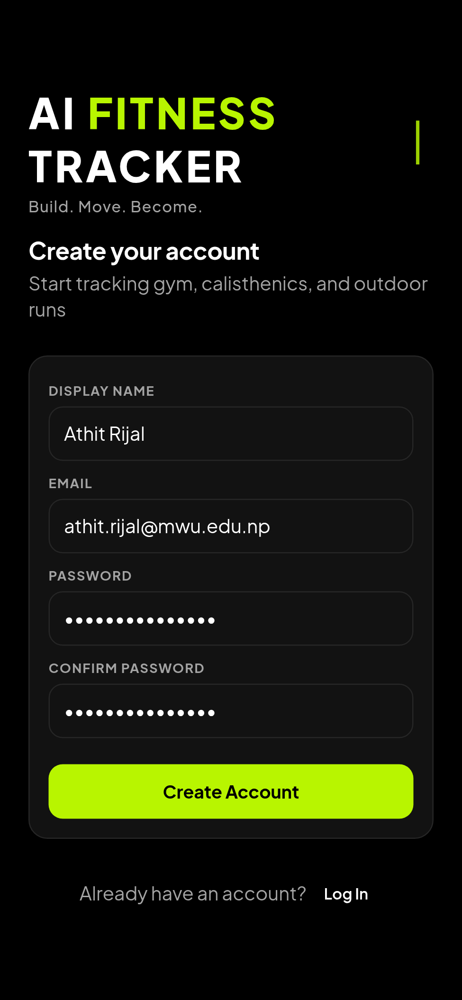 AI FITNESS
TRACKER
Build. Move. Become.
Create your account
Start tracking gym, calisthenics, and outdoor
runs
DISPLAY NAME
Athit Rijal
EMAIL
athit.rijal@mwu.edu.np
PASSWORD
•••••••••••••••
CONFIRM PASSWORD
•••••••••••••••
Create Account
Already have an account? Log In